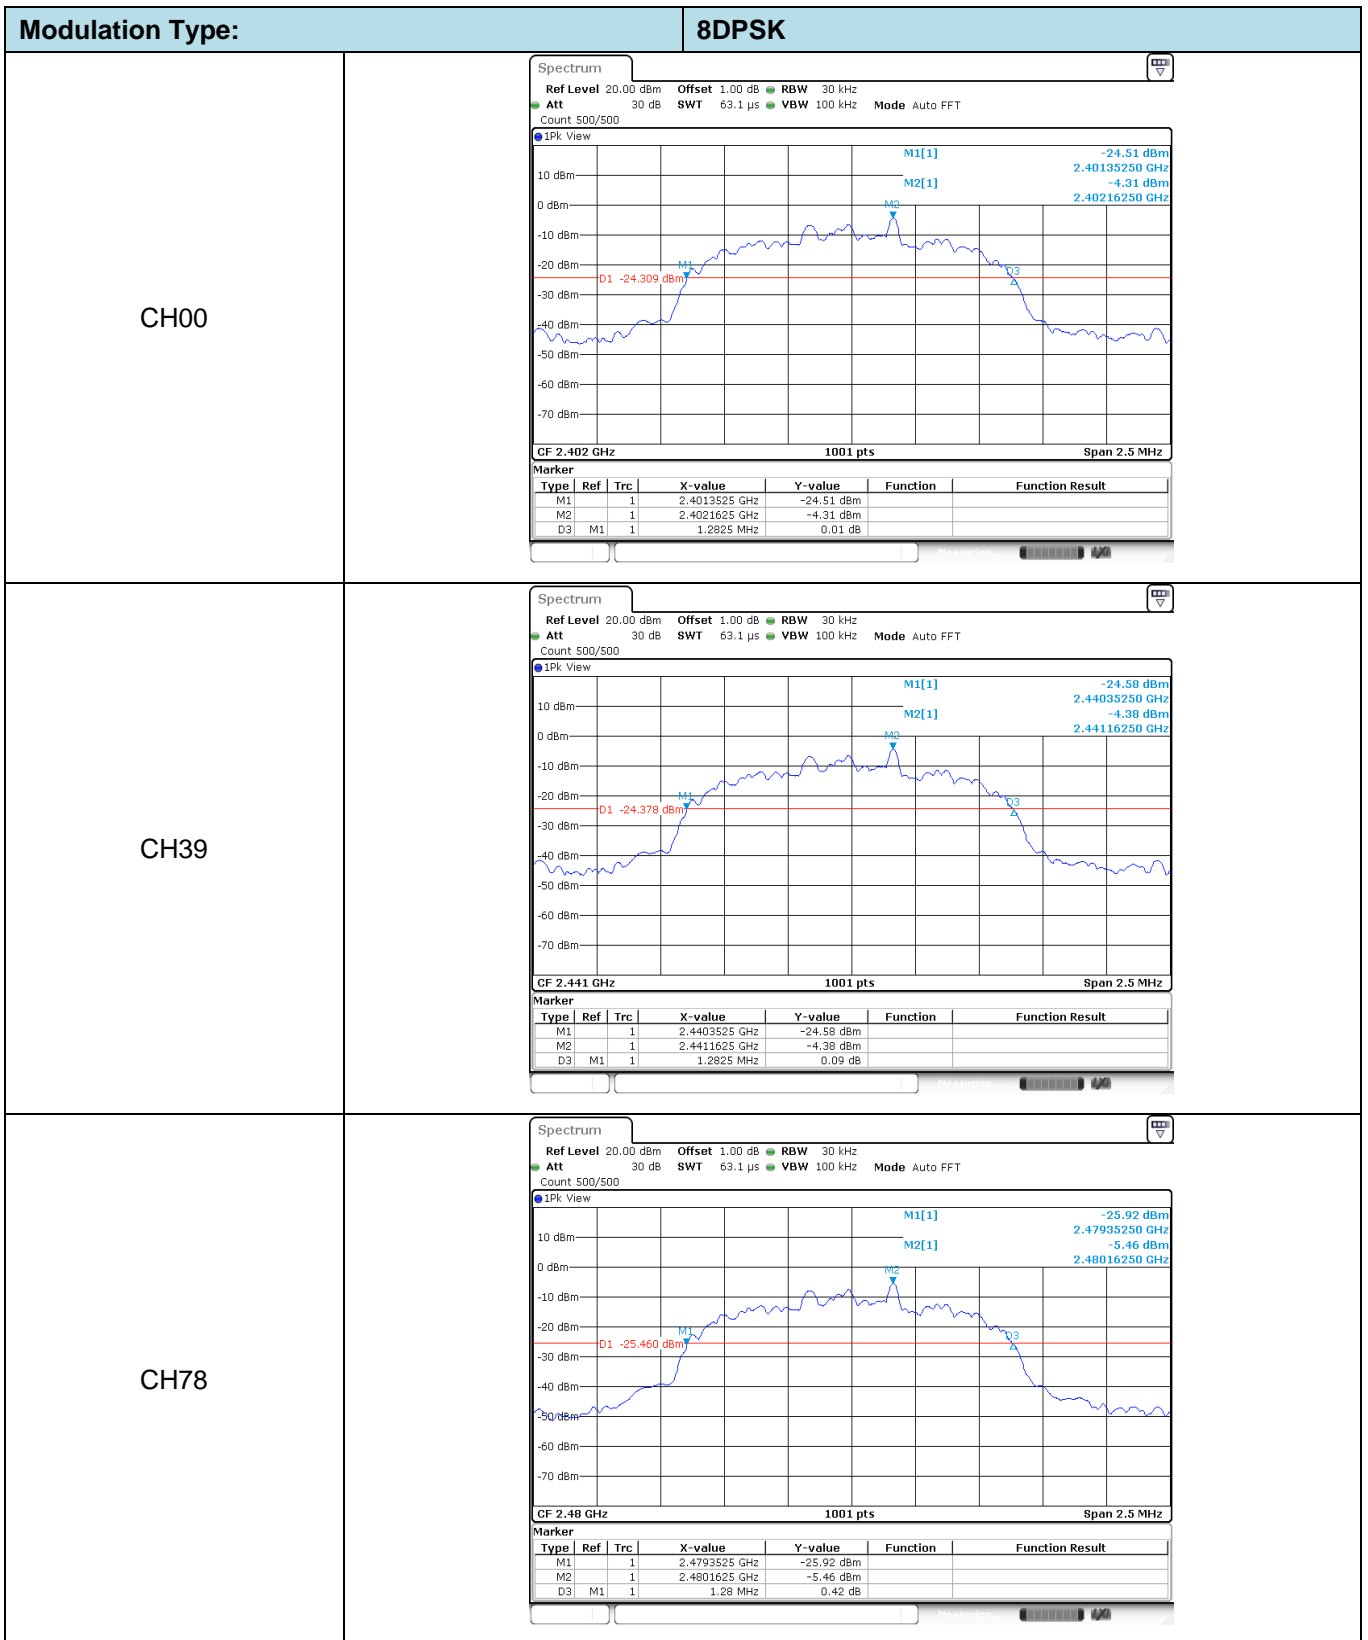 Modulation Type: 8DPSK
CH00
Spectrum
Ref Level 20.00 dBm Offset 1.00 dB RBW 30 kHz
Att 30 dB SWT 63.1 µs VBW 100 kHz Mode Auto FFT
Count 500/500
1Pk View
M1[1] -24.51 dBm
2.40135250 GHz
10 dBm
M2[1] -4.31 dBm
2.40216250 GHz
0 dBm
M2
-10 dBm
-20 dBm
M1
D3
D1 -24.309 dBm
-30 dBm
-40 dBm
-50 dBm
-60 dBm
-70 dBm
CF 2.402 GHz 1001 pts Span 2.5 MHz
Marker
Type Ref Trc X-value Y-value Function Function Result
M1 1 2.4013525 GHz -24.51 dBm
M2 1 2.4021625 GHz -4.31 dBm
D3 M1 1 1.2825 MHz 0.01 dB
Measuring...
CH39
Spectrum
Ref Level 20.00 dBm Offset 1.00 dB RBW 30 kHz
Att 30 dB SWT 63.1 µs VBW 100 kHz Mode Auto FFT
Count 500/500
1Pk View
M1[1] -24.58 dBm
2.44035250 GHz
10 dBm
M2[1] -4.38 dBm
2.44116250 GHz
0 dBm
M2
-10 dBm
-20 dBm
M1
D3
D1 -24.378 dBm
-30 dBm
-40 dBm
-50 dBm
-60 dBm
-70 dBm
CF 2.441 GHz 1001 pts Span 2.5 MHz
Marker
Type Ref Trc X-value Y-value Function Function Result
M1 1 2.4403525 GHz -24.58 dBm
M2 1 2.4411625 GHz -4.38 dBm
D3 M1 1 1.2825 MHz 0.09 dB
Measuring...
CH78
Spectrum
Ref Level 20.00 dBm Offset 1.00 dB RBW 30 kHz
Att 30 dB SWT 63.1 µs VBW 100 kHz Mode Auto FFT
Count 500/500
1Pk View
M1[1] -25.92 dBm
2.47935250 GHz
10 dBm
M2[1] -5.46 dBm
2.48016250 GHz
0 dBm
M2
-10 dBm
-20 dBm
M1
D3
D1 -25.460 dBm
-30 dBm
-40 dBm
-50 dBm
-60 dBm
-70 dBm
CF 2.48 GHz 1001 pts Span 2.5 MHz
Marker
Type Ref Trc X-value Y-value Function Function Result
M1 1 2.4793525 GHz -25.92 dBm
M2 1 2.4801625 GHz -5.46 dBm
D3 M1 1 1.28 MHz 0.42 dB
Measuring...